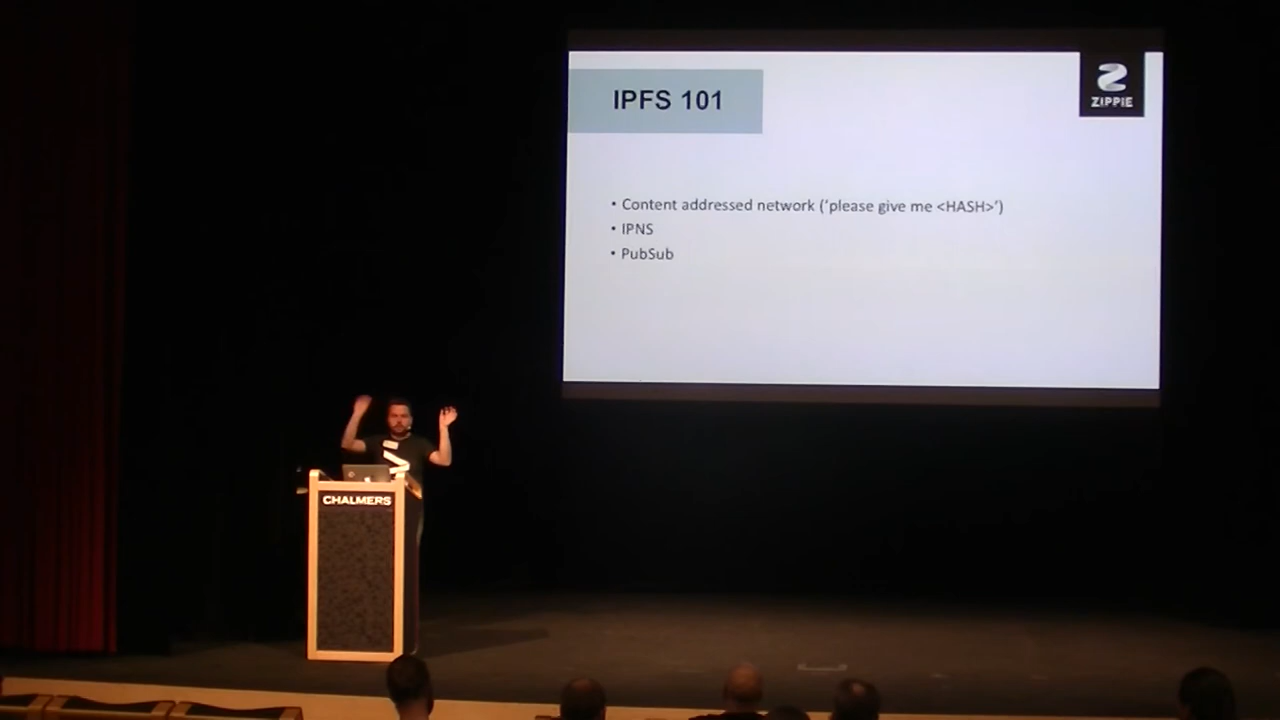 IPFS 101
ZIPPIE
• Content addressed network (‘please give me <HASH>’)
• IPNS
• PubSub
CHALMERS